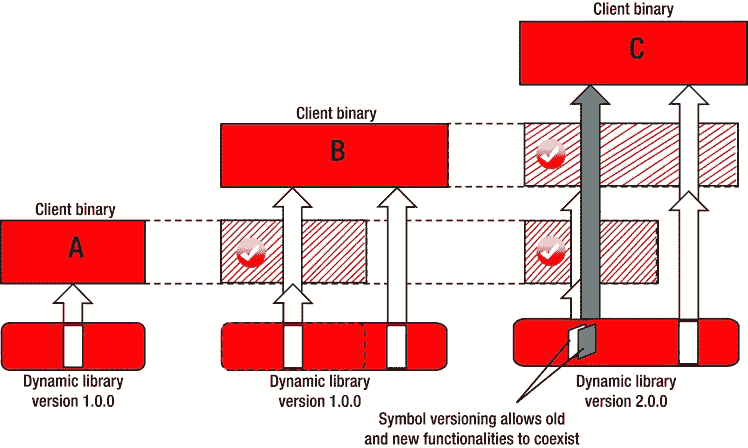 Client binary
C
Client binary
B
Client binary
A
Dynamic library
version 1.0.0
Dynamic library
version 1.0.0
Dynamic library
version 2.0.0
Symbol versioning allows old
and new functionalities to coexist